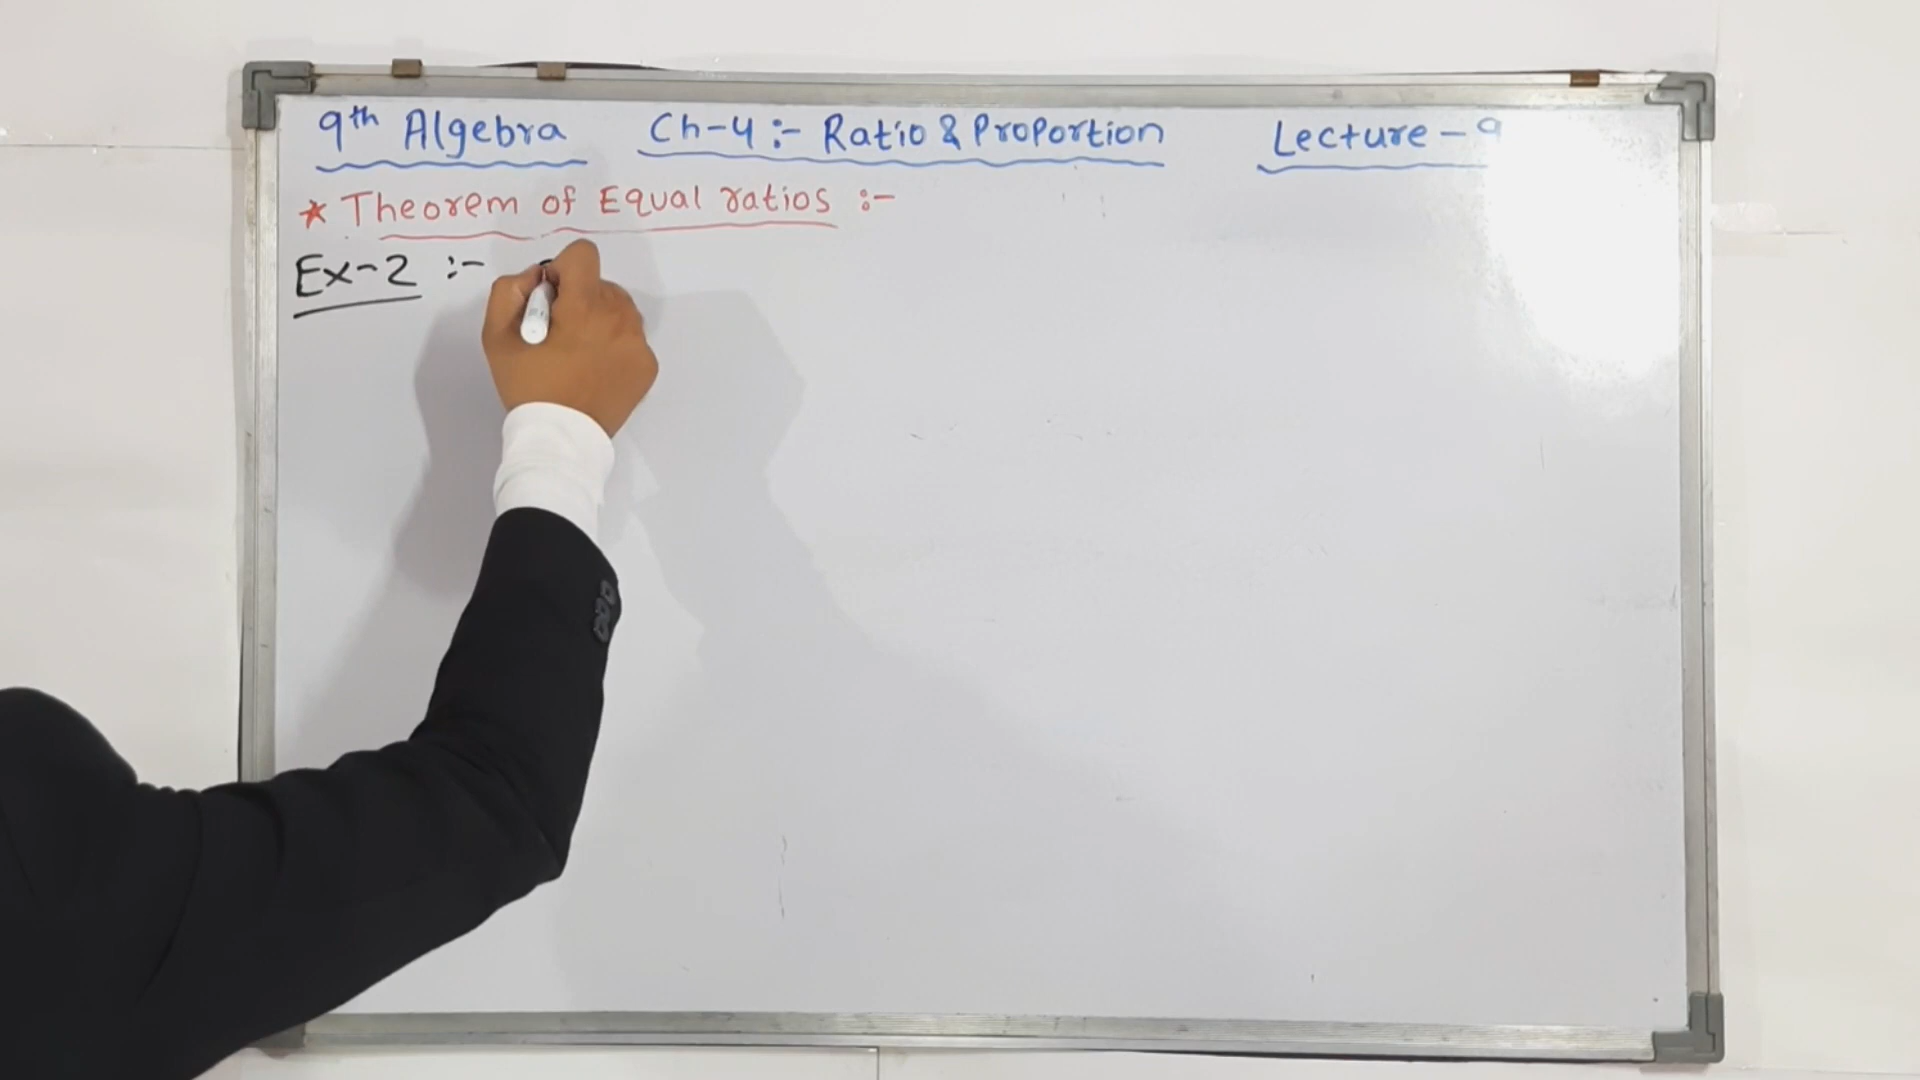 9th Algebra Ch-4 :- Ratio & Proportion Lecture - 9
* Theorem of Equal ratios :-
Ex-2 :-